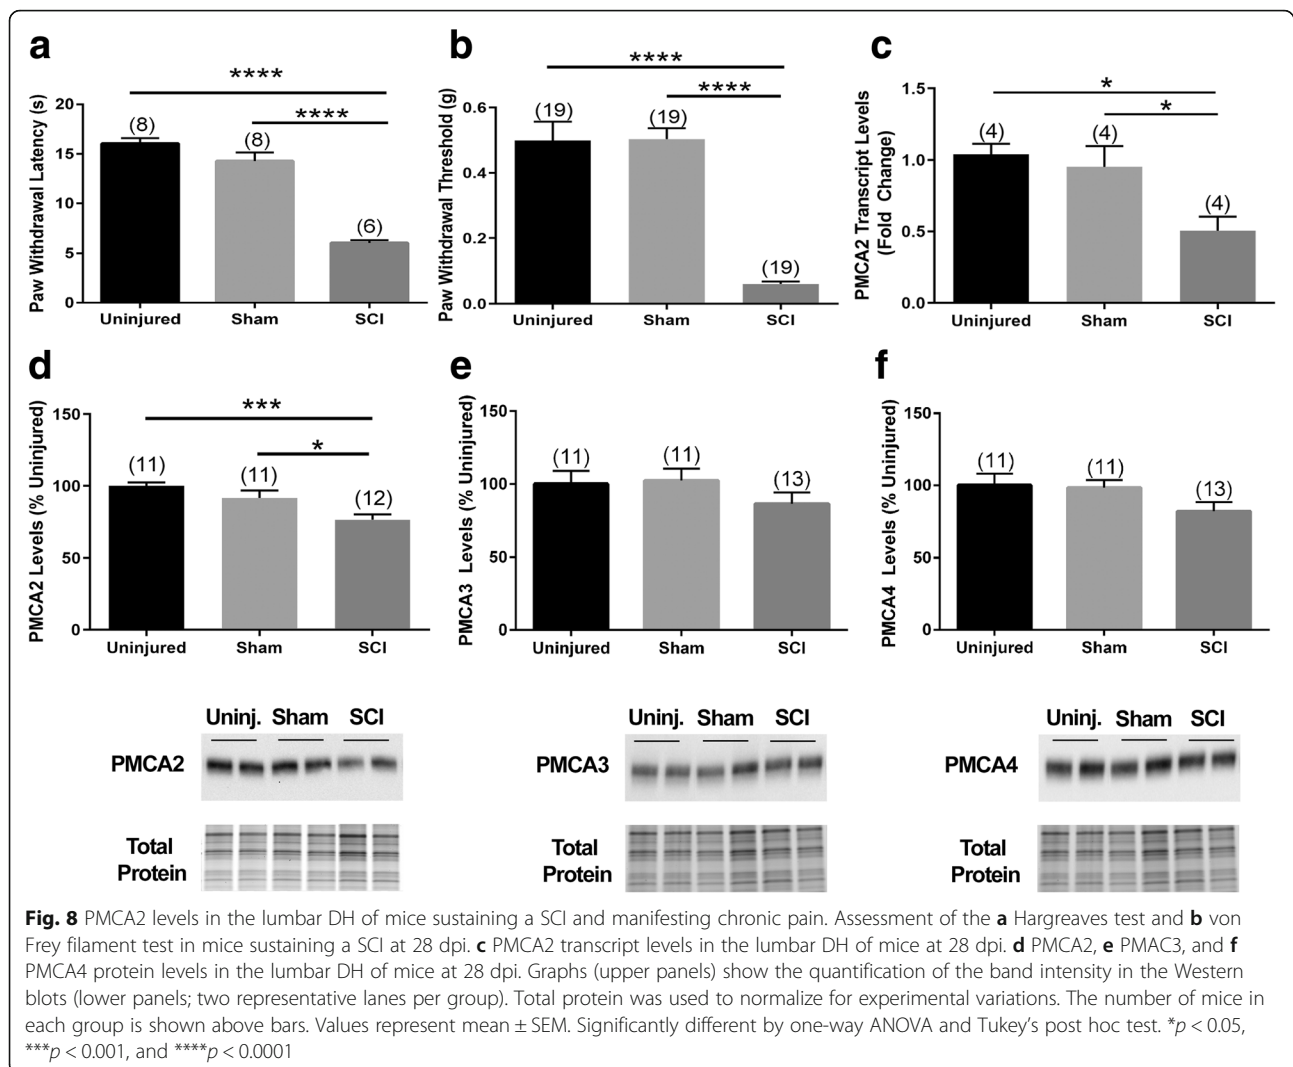 a
b
c
****
****
Paw Withdrawal Latency (s)
20
15
10
5
0
(8)
(8)
(6)
Uninjured Sham SCI
****
****
Paw Withdrawal Threshold (g)
0.6
0.4
0.2
0.0
(19)
(19)
(19)
Uninjured Sham SCI
*
*
PMCA2 Transcript Levels
(Fold Change)
1.5
1.0
0.5
0.0
(4)
(4)
(4)
Uninjured Sham SCI
d
e
f
***
*
PMCA2 Levels (% Uninjured)
150
100
50
0
(11)
(11)
(12)
Uninjured Sham SCI
PMCA3 Levels (% Uninjured)
150
100
50
0
(11)
(11)
(13)
Uninjured Sham SCI
PMCA4 Levels (% Uninjured)
150
100
50
0
(11)
(11)
(13)
Uninjured Sham SCI
Uninj. Sham SCI
PMCA2
Total
Protein
Uninj. Sham SCI
PMCA3
Total
Protein
Uninj. Sham SCI
PMCA4
Total
Protein
Fig. 8 PMCA2 levels in the lumbar DH of mice sustaining a SCI and manifesting chronic pain. Assessment of the a Hargreaves test and b von
Frey filament test in mice sustaining a SCI at 28 dpi. c PMCA2 transcript levels in the lumbar DH of mice at 28 dpi. d PMCA2, e PMAC3, and f
PMCA4 protein levels in the lumbar DH of mice at 28 dpi. Graphs (upper panels) show the quantification of the band intensity in the Western
blots (lower panels; two representative lanes per group). Total protein was used to normalize for experimental variations. The number of mice in
each group is shown above bars. Values represent mean ± SEM. Significantly different by one-way ANOVA and Tukey's post hoc test. *p < 0.05,
***p < 0.001, and ****p < 0.0001